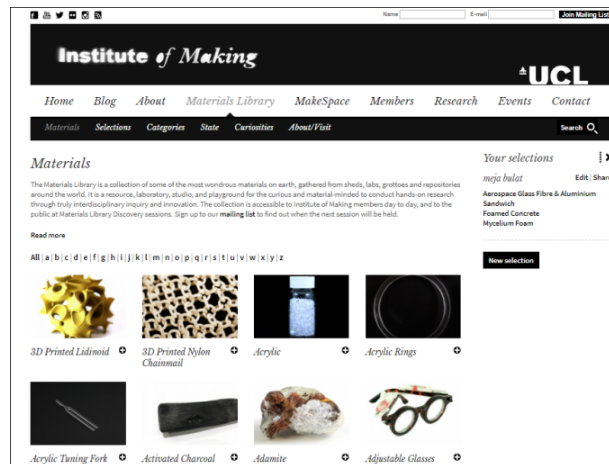 Name
E-mail
Join Mailing List
Institute of Making
UCL
Home Blog About Materials Library MakeSpace Members Research Events Contact
Materials Selections Categories State Curiosities About/Visit
Search
Materials
The Materials Library is a collection of some of the most wondrous materials on earth, gathered from sheds, labs, grottoes and repositories
around the world. It is a resource, laboratory, studio, and playground for the curious and material-minded to conduct hands-on research
through truly interdisciplinary inquiry and innovation. The collection is accessible to Institute of Making members day to day, and to the
public at Materials Library Discovery sessions. Sign up to our mailing list to find out when the next session will be held.
Read more
All | a | b | c | d | e | f | g | h | i | j | k | l | m | n | o | p | q | r | s | t | u | v | w | x | y | z
3D Printed Lidinoid
3D Printed Nylon
Chainmail
Acrylic
Acrylic Rings
Acrylic Tuning Fork
Activated Charcoal
Adamite
Adjustable Glasses
Your selections
meja bulat
Edit | Share
Aerospace Glass Fibre & Aluminium
Sandwich
Foamed Concrete
Mycelium Foam
New selection